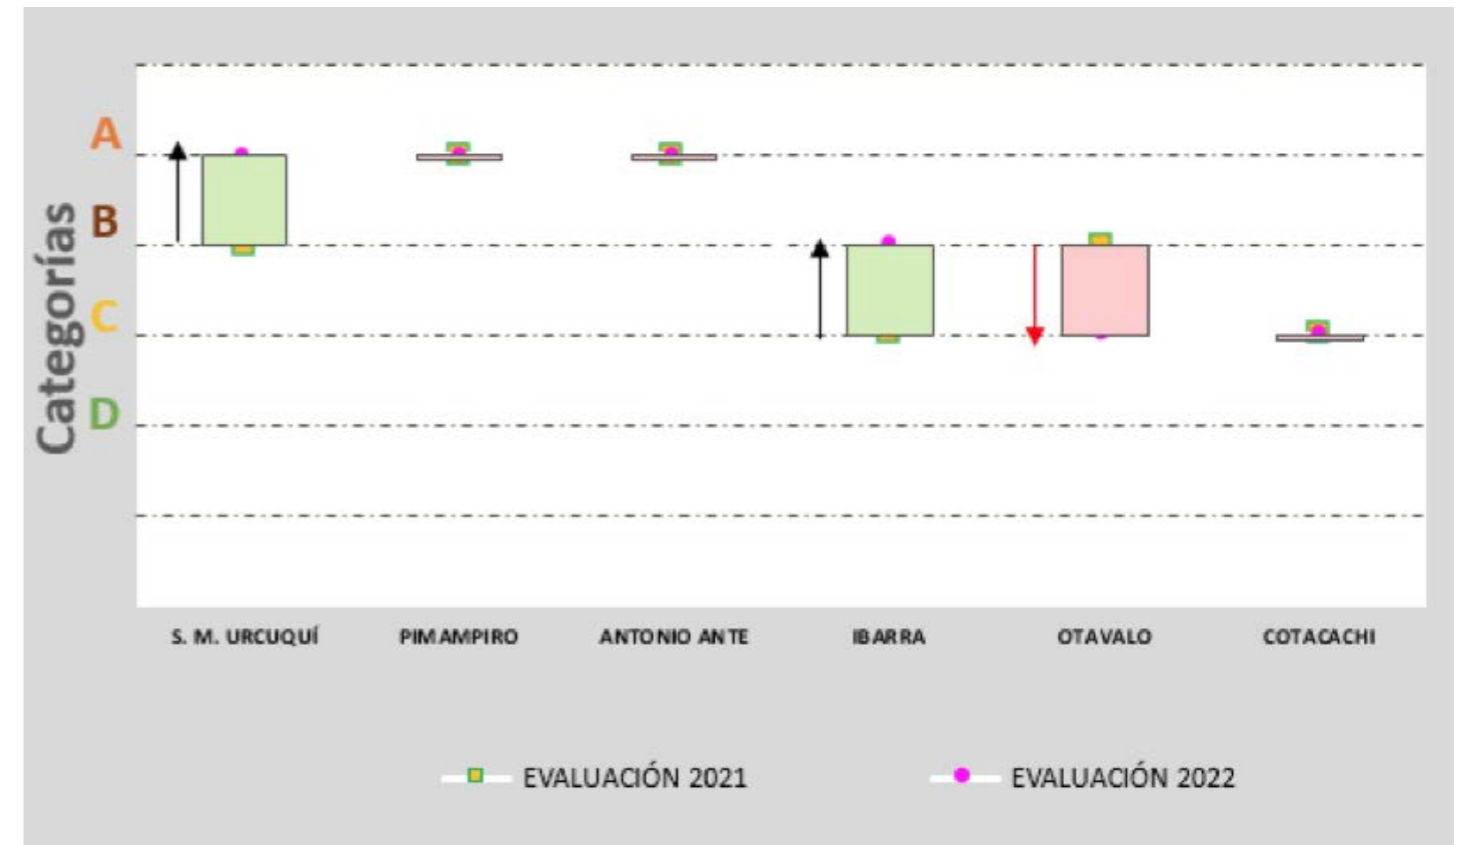 Categorías
A
B
C
D
S. M. URCUQUÍ PIMAMPIRO ANTONIO ANTE IBARRA OTAVALO COTACACHI
EVALUACIÓN 2021 EVALUACIÓN 2022